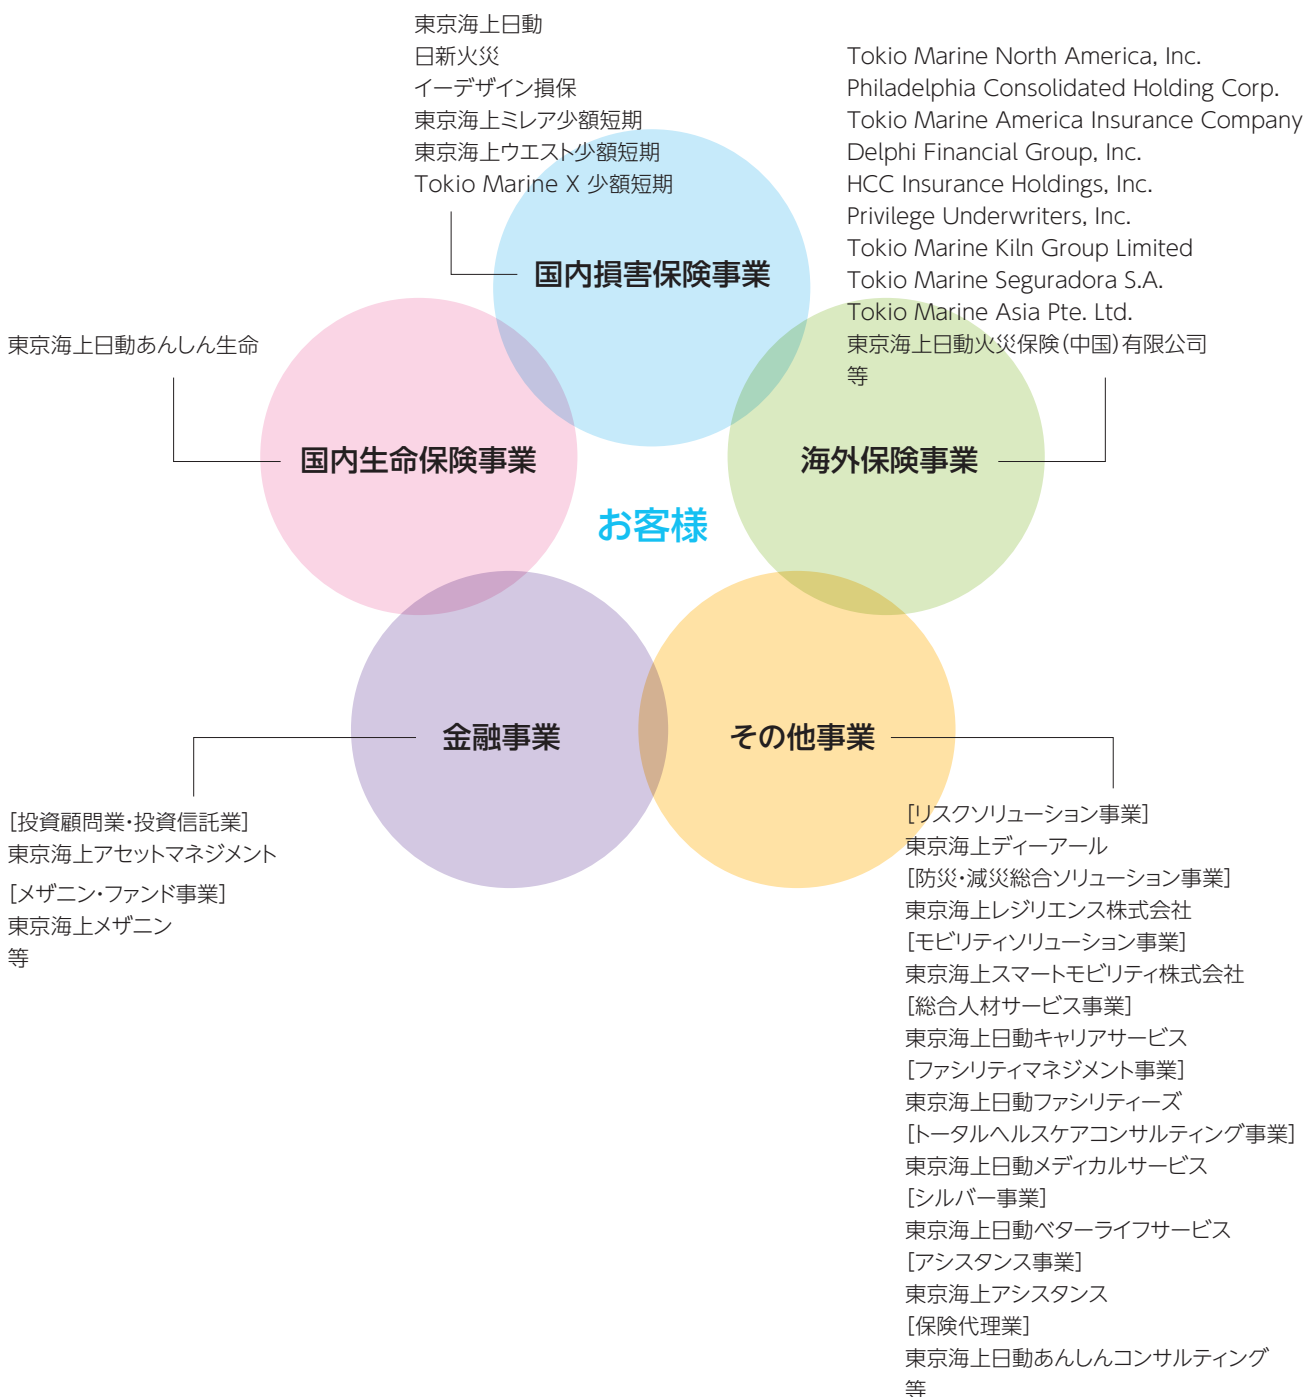 東京海上日動
日新火災
イーデザイン損保
東京海上ミレア少額短期
東京海上ウエスト少額短期
Tokio Marine X 少額短期
国内損害保険事業
Tokio Marine North America, Inc.
Philadelphia Consolidated Holding Corp.
Tokio Marine America Insurance Company
Delphi Financial Group, Inc.
HCC Insurance Holdings, Inc.
Privilege Underwriters, Inc.
Tokio Marine Kiln Group Limited
Tokio Marine Seguradora S.A.
Tokio Marine Asia Pte. Ltd.
東京海上日動火災保険(中国)有限公司
等
海外保険事業
東京海上日動あんしん生命
国内生命保険事業
お客様
金融事業
[投資顧問業・投資信託業]
東京海上アセットマネジメント
[メザニン・ファンド事業]
東京海上メザニン
等
その他事業
[リスクソリューション事業]
東京海上ディーアール
[防災・減災総合ソリューション事業]
東京海上レジリエンス株式会社
[モビリティソリューション事業]
東京海上スマートモビリティ株式会社
[総合人材サービス事業]
東京海上日動キャリアサービス
[ファシリティマネジメント事業]
東京海上日動ファシリティーズ
[トータルヘルスケアコンサルティング事業]
東京海上日動メディカルサービス
[シルバー事業]
東京海上日動ベターライフサービス
[アシスタンス事業]
東京海上アシスタンス
[保険代理業]
東京海上日動あんしんコンサルティング
等